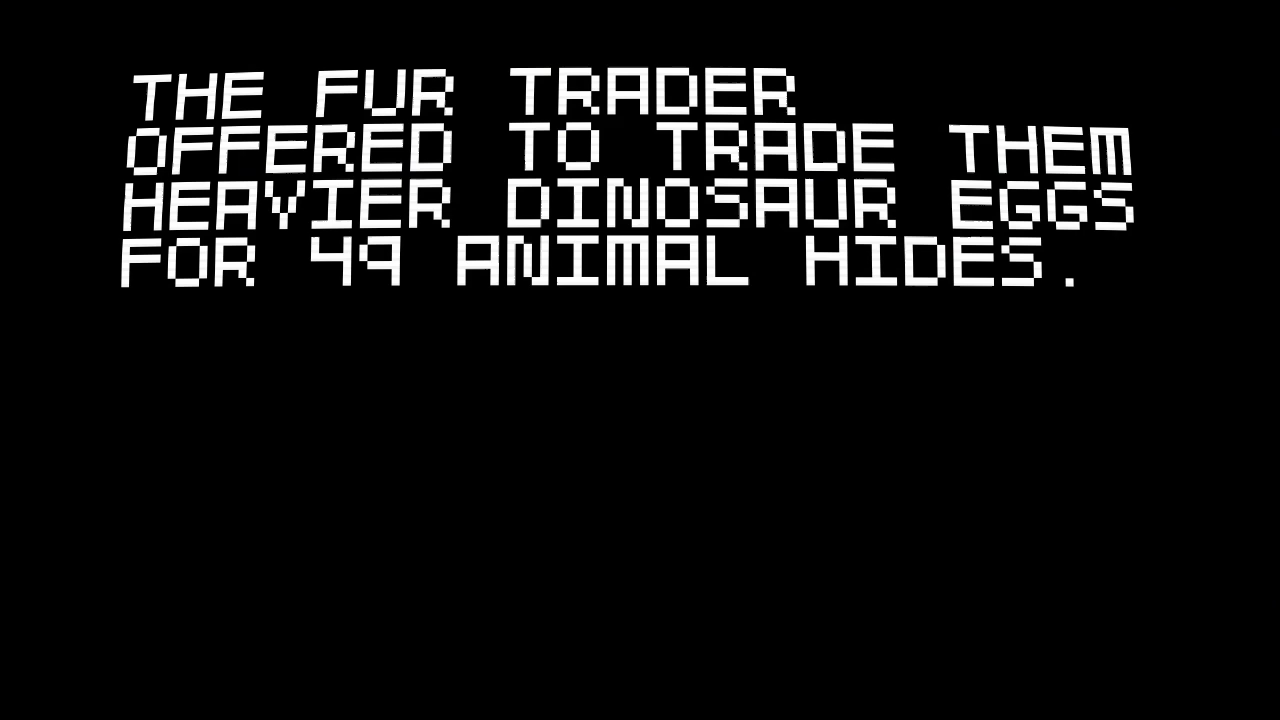 THE FUR TRADER
OFFERED TO TRADE THEM
HEAVIER DINOSAUR EGGS
FOR 49 ANIMAL HIDES.